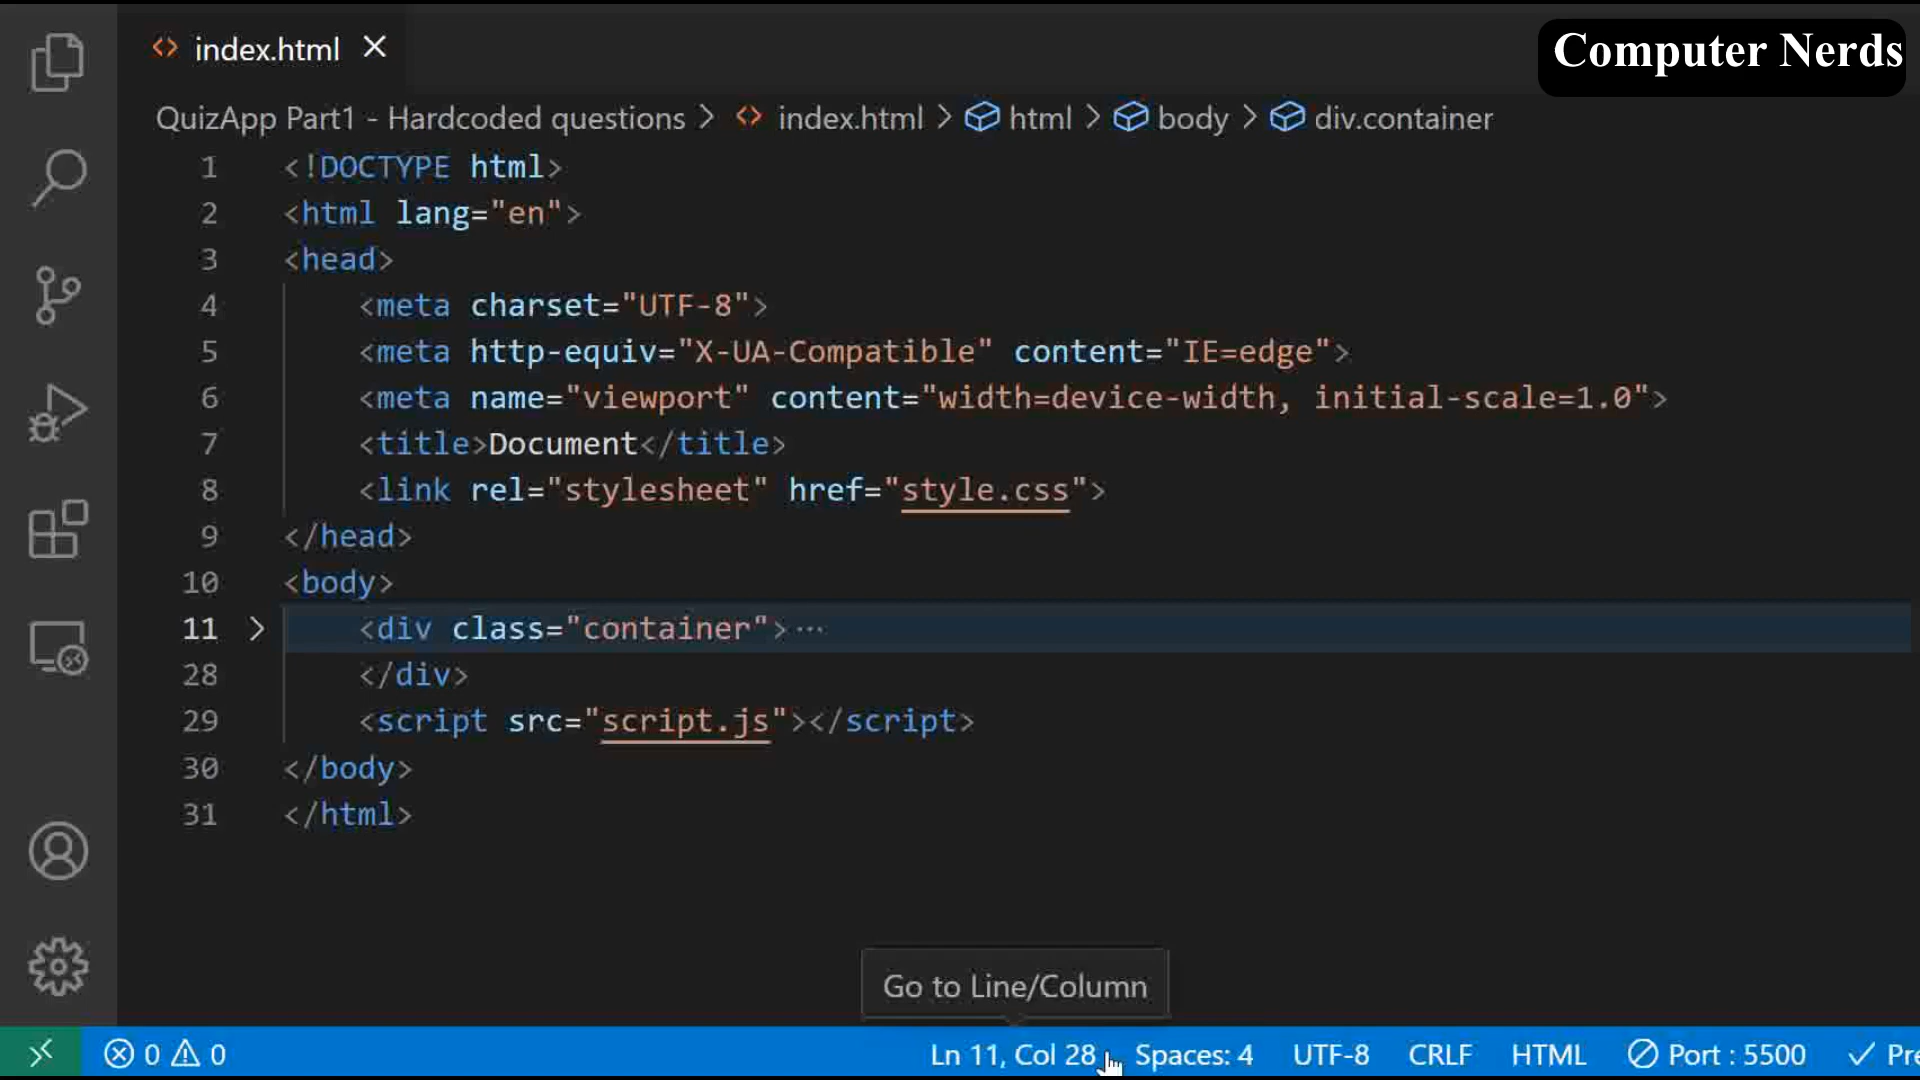 index.html
Computer Nerds
QuizApp Part1 - Hardcoded questions > index.html > html > body > div.container
1 <!DOCTYPE html>
2 <html lang="en">
3 <head>
4 <meta charset="UTF-8">
5 <meta http-equiv="X-UA-Compatible" content="IE=edge">
6 <meta name="viewport" content="width=device-width, initial-scale=1.0">
7 <title>Document</title>
8 <link rel="stylesheet" href="style.css">
9 </head>
10 <body>
11 <div class="container">...
28 </div>
29 <script src="script.js"></script>
30 </body>
31 </html>
Go to Line/Column
0 0 Ln 11, Col 28 Spaces: 4 UTF-8 CRLF HTML Port : 5500 Pre